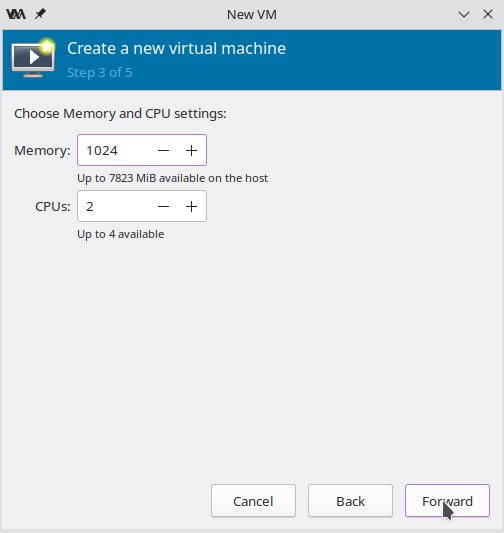 New VM
Create a new virtual machine
Step 3 of 5
Choose Memory and CPU settings:
Memory: 1024
Up to 7823 MiB available on the host
CPUs: 2
Up to 4 available
Cancel Back Forward